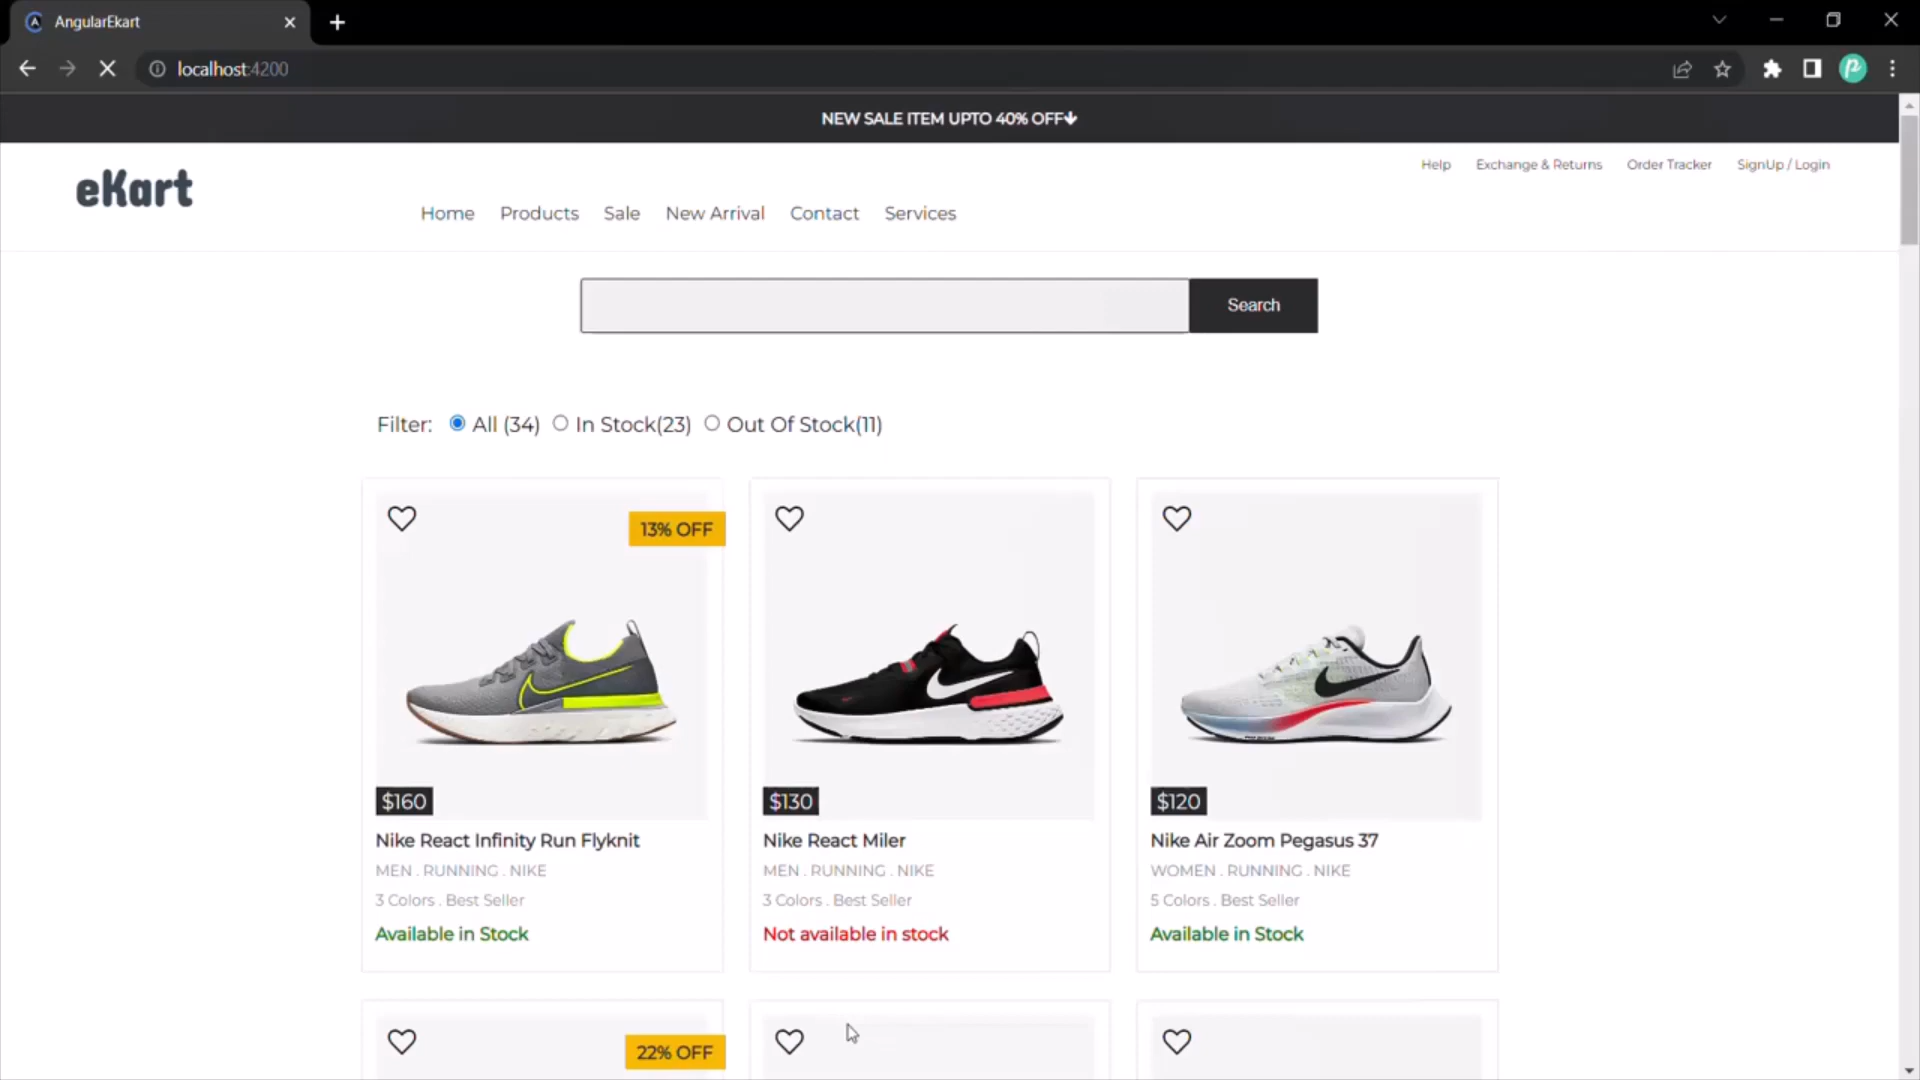 AngularEkart
localhost:4200
NEW SALE ITEM UPTO 40% OFF
eKart
Help Exchange & Returns Order Tracker SignUp / Login
Home Products Sale New Arrival Contact Services
Search
Filter: All (34) In Stock(23) Out Of Stock(11)
13% OFF
$160 $130 $120
Nike React Infinity Run Flyknit Nike React Miler Nike Air Zoom Pegasus 37
MEN . RUNNING . NIKE MEN . RUNNING . NIKE WOMEN . RUNNING . NIKE
3 Colors . Best Seller 3 Colors . Best Seller 5 Colors . Best Seller
Available in Stock Not available in stock Available in Stock
22% OFF